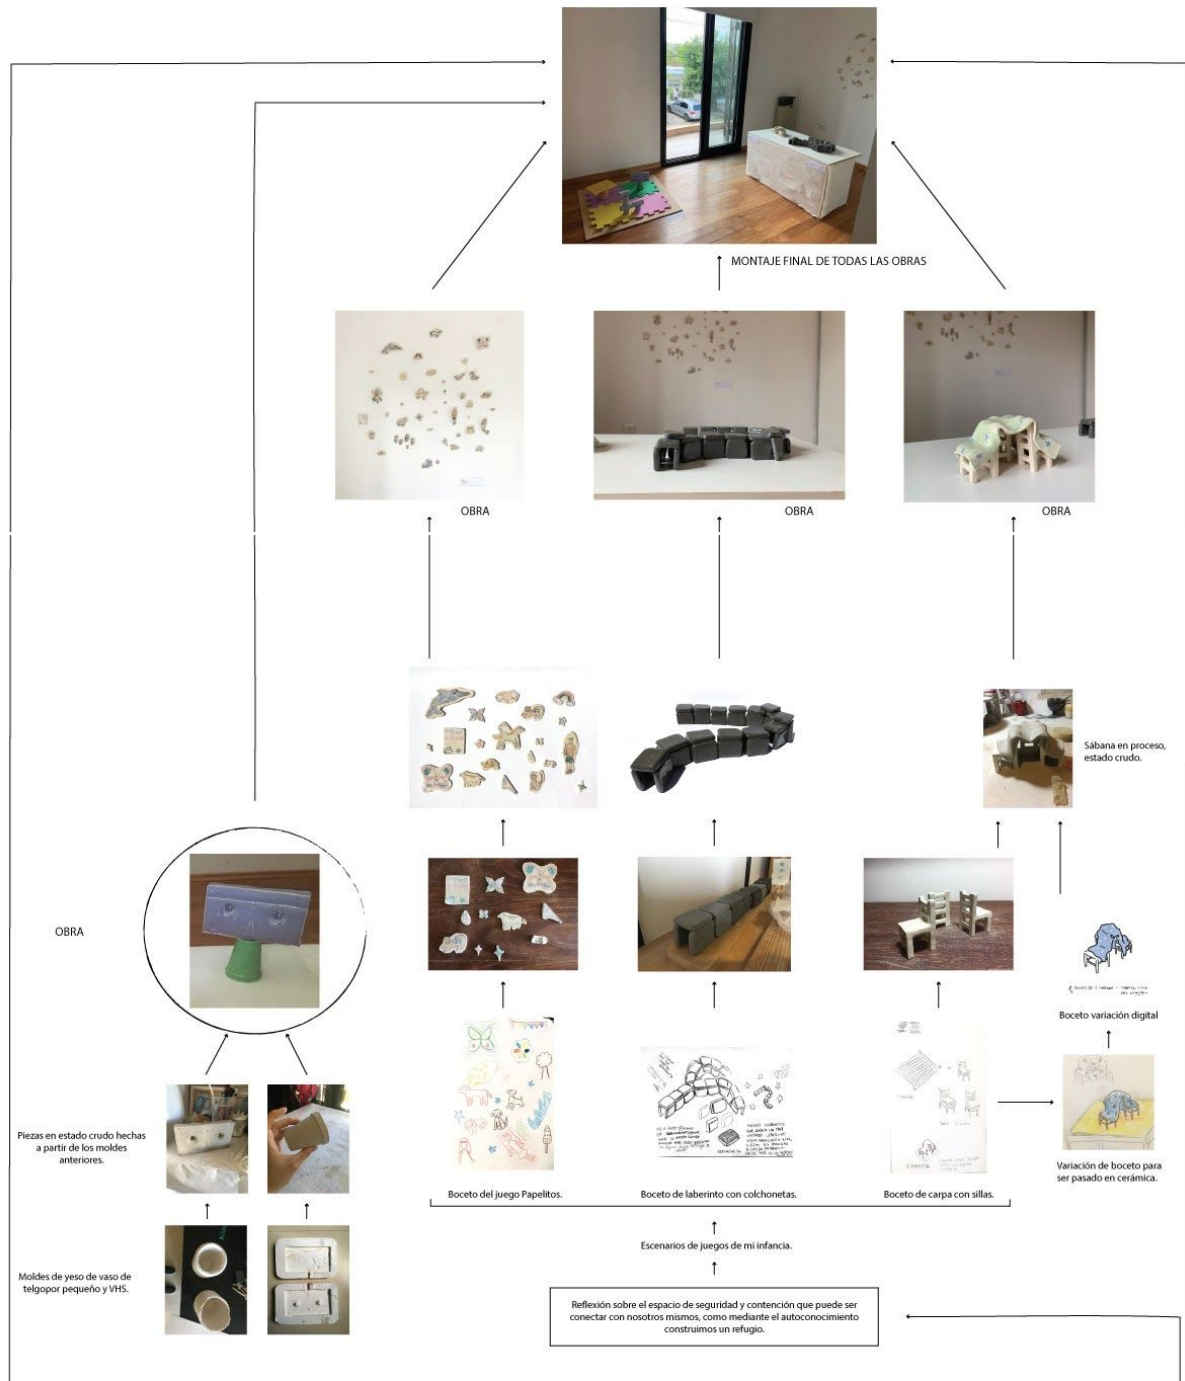 MONTAJE FINAL DE TODAS LAS OBRAS
OBRA
OBRA
OBRA
Sábana en proceso,
estado crudo.
OBRA
Boceto variación digital
Piezas en estado crudo hechas
a partir de los moldes
anteriores.
Variación de boceto para
ser pasado en cerámica.
Boceto del juego Papelitos.
Boceto de laberinto con colchonetas.
Boceto de carpa con sillas.
Escenarios de juegos de mi infancia.
Moldes de yeso de vaso de
telgopor pequeño y VHS.
Reflexión sobre el espacio de seguridad y contención que puede ser
conectar con nosotros mismos, como mediante el autoconocimiento
construimos un refugio.